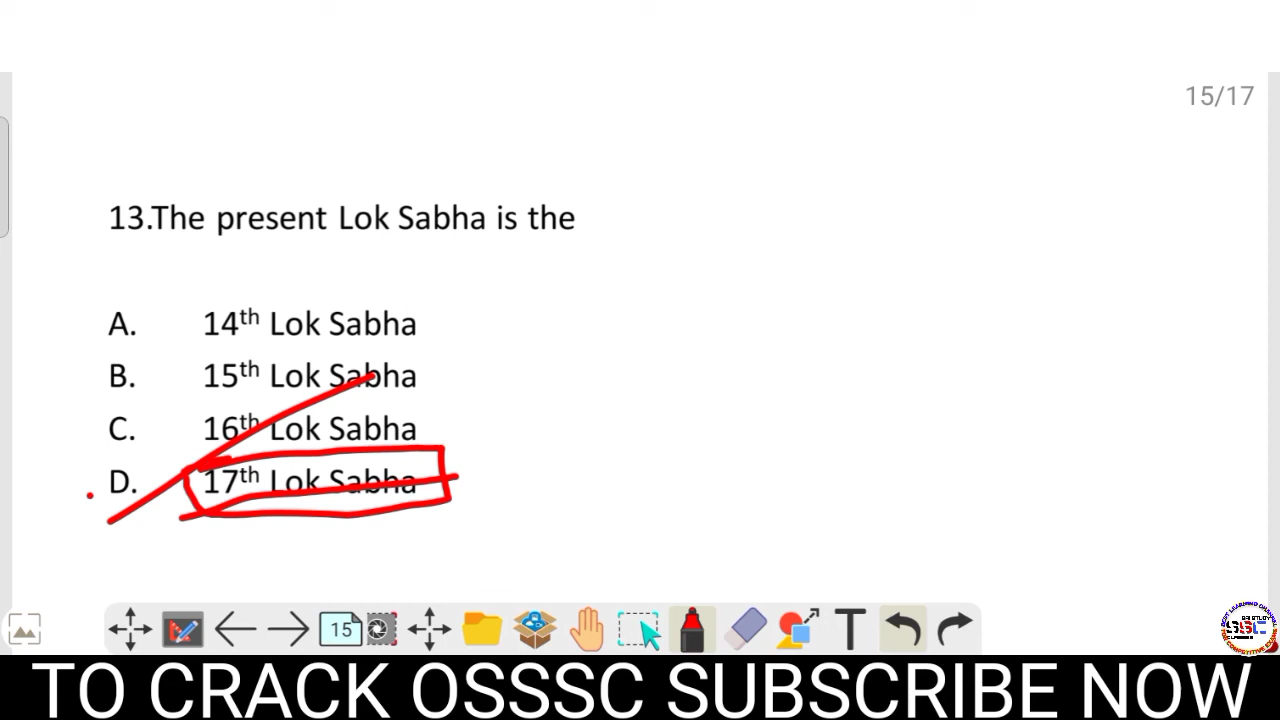 15/17
13.The present Lok Sabha is the
A. 14th Lok Sabha
B. 15th Lok Sabha
C. 16th Lok Sabha
D. 17th Lok Sabha
15
T
TO CRACK OSSSC SUBSCRIBE NOW